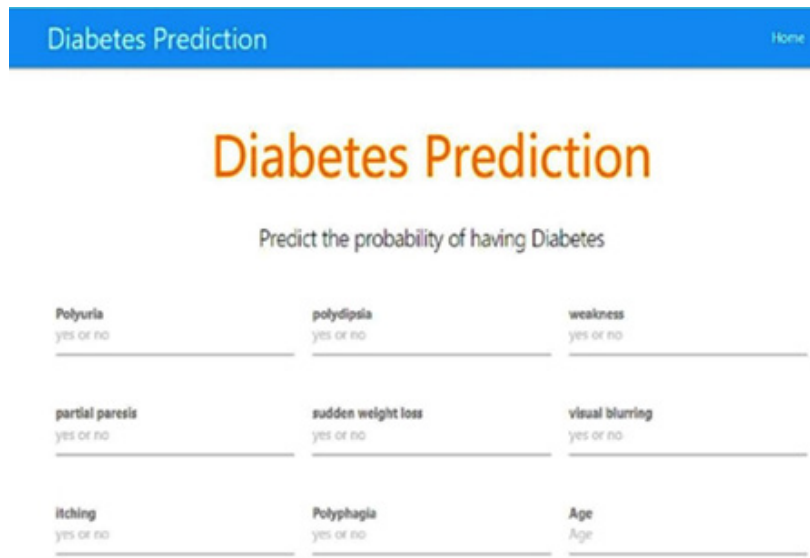 Diabetes Prediction Home
Diabetes Prediction
Predict the probability of having Diabetes
Polyuria polydipsia weakness
yes or no yes or no yes or no
partial paresis sudden weight loss visual blurring
yes or no yes or no yes or no
itching Polyphagia Age
yes or no yes or no Age